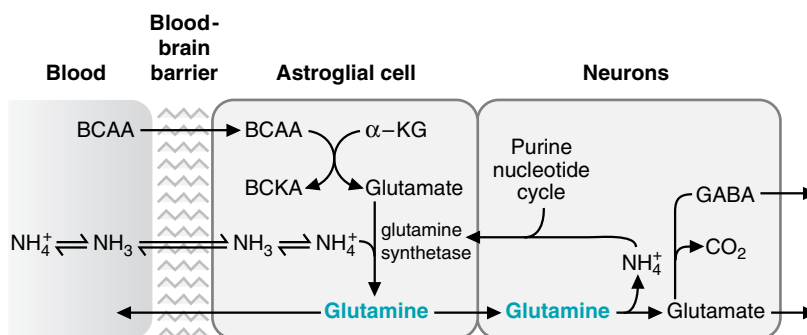 Blood-
brain
barrier
Blood
Astroglial cell
Neurons
BCAA
BCAA
α–KG
BCKA
Glutamate
Purine
nucleotide
cycle
GABA
NH₄⁺
NH₃
NH₃
NH₄⁺
glutamine
synthetase
NH₄⁺
CO₂
Glutamine
Glutamine
Glutamate